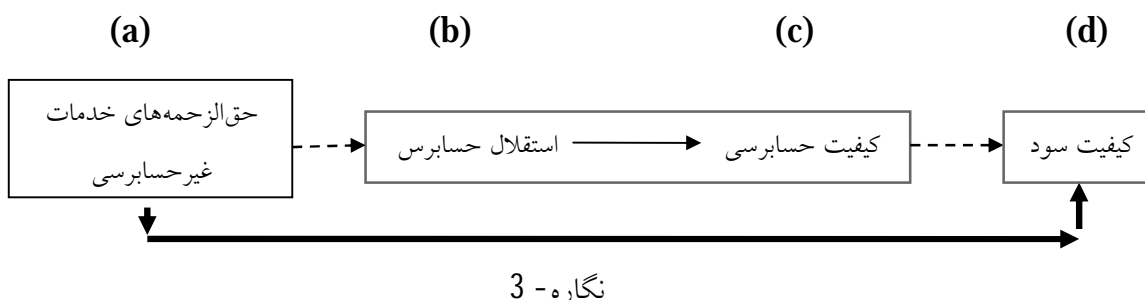 (a) (b) (c) (d)
حق‌الزحمه‌های خدمات
غیرحسابرسی
استقلال حسابرس
کیفیت حسابرسی
کیفیت سود
نگاره - 3